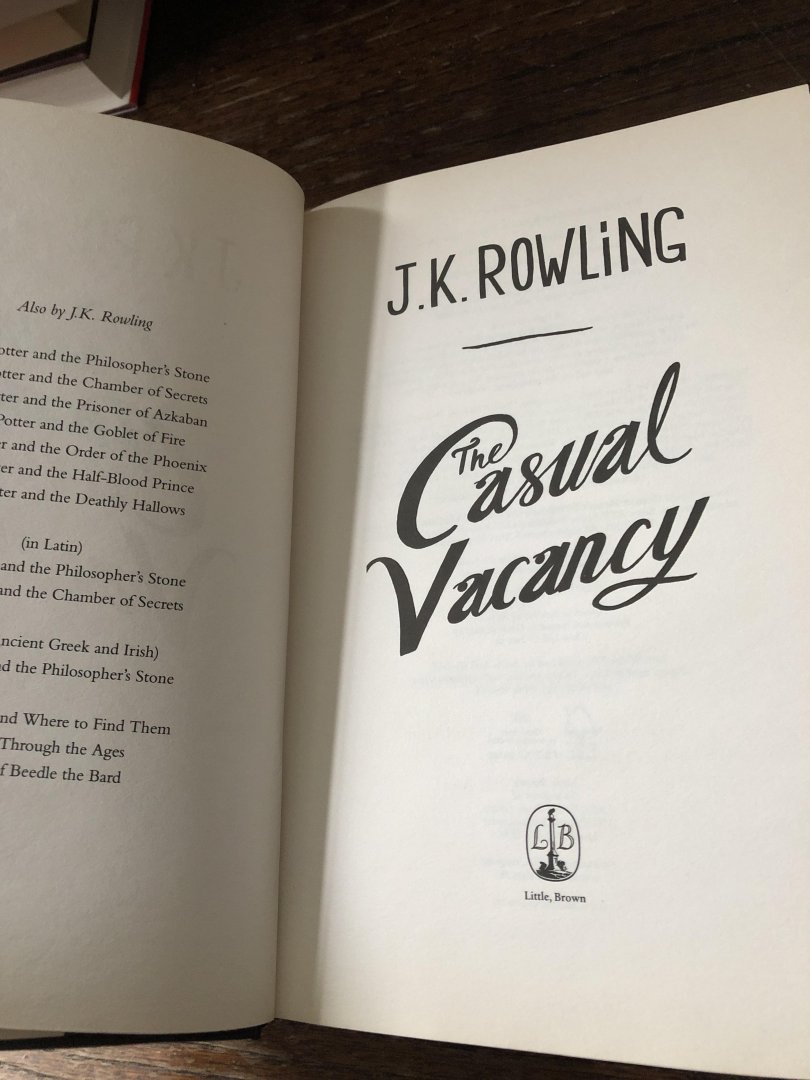 Also by J.K. Rowling
otter and the Philosopher's Stone
tter and the Chamber of Secrets
ter and the Prisoner of Azkaban
Potter and the Goblet of Fire
r and the Order of the Phoenix
er and the Half-Blood Prince
ter and the Deathly Hallows
(in Latin)
and the Philosopher's Stone
and the Chamber of Secrets
ncient Greek and Irish)
d the Philosopher's Stone
nd Where to Find Them
Through the Ages
f Beedle the Bard
J.K. ROWLiNG
The
Casual
Vacancy
L B
Little, Brown